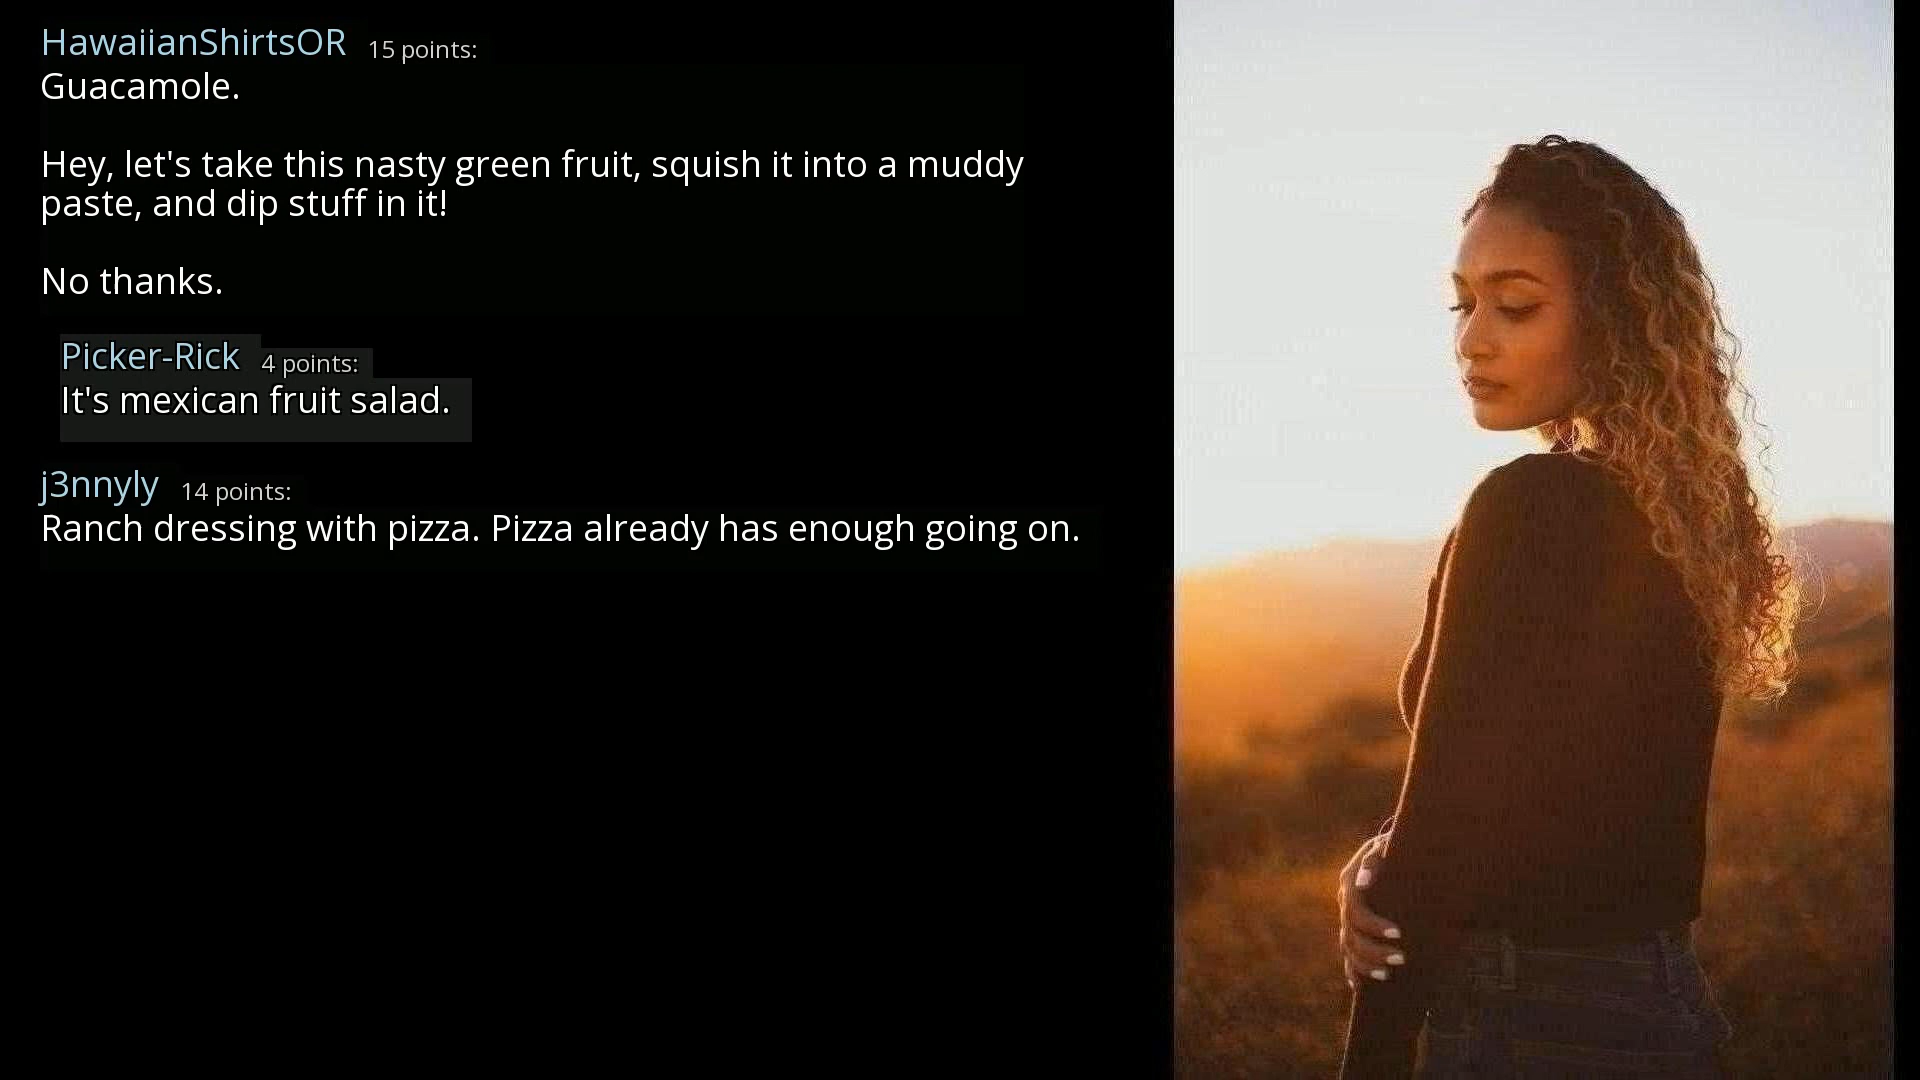 HawaiianShirtsOR 15 points:
Guacamole.
Hey, let's take this nasty green fruit, squish it into a muddy
paste, and dip stuff in it!
No thanks.
Picker-Rick 4 points:
It's mexican fruit salad.
j3nnyly 14 points:
Ranch dressing with pizza. Pizza already has enough going on.